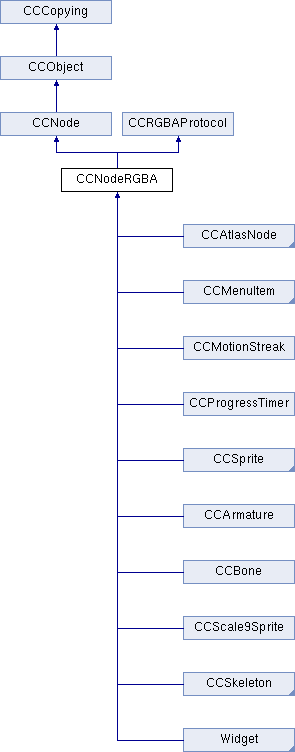 CCCopying
CCObject
CCNode
CCRGBAProtocol
CCNodeRGBA
CCAtlasNode
CCMenuItem
CCMotionStreak
CCProgressTimer
CCSprite
CCArmature
CCBone
CCScale9Sprite
CCSkeleton
Widget